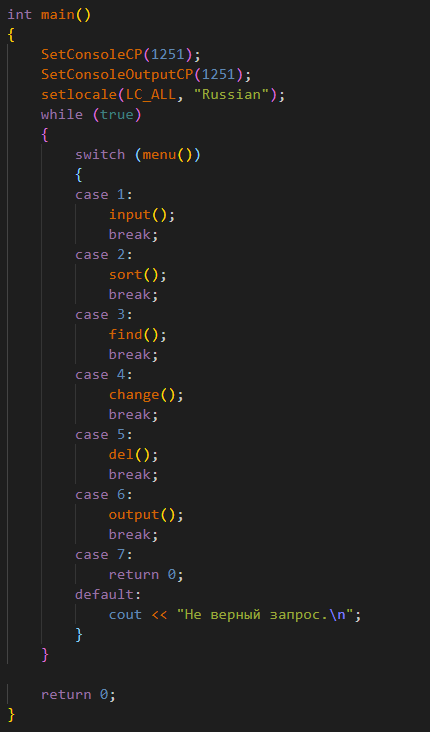 int main()
{
    SetConsoleCP(1251);
    SetConsoleOutputCP(1251);
    setlocale(LC_ALL, "Russian");
    while (true)
    {
        switch (menu())
        {
        case 1:
            input();
            break;
        case 2:
            sort();
            break;
        case 3:
            find();
            break;
        case 4:
            change();
            break;
        case 5:
            del();
            break;
        case 6:
            output();
            break;
        case 7:
            return 0;
        default:
            cout << "Не верный запрос.\n";
        }
    }

    return 0;
}